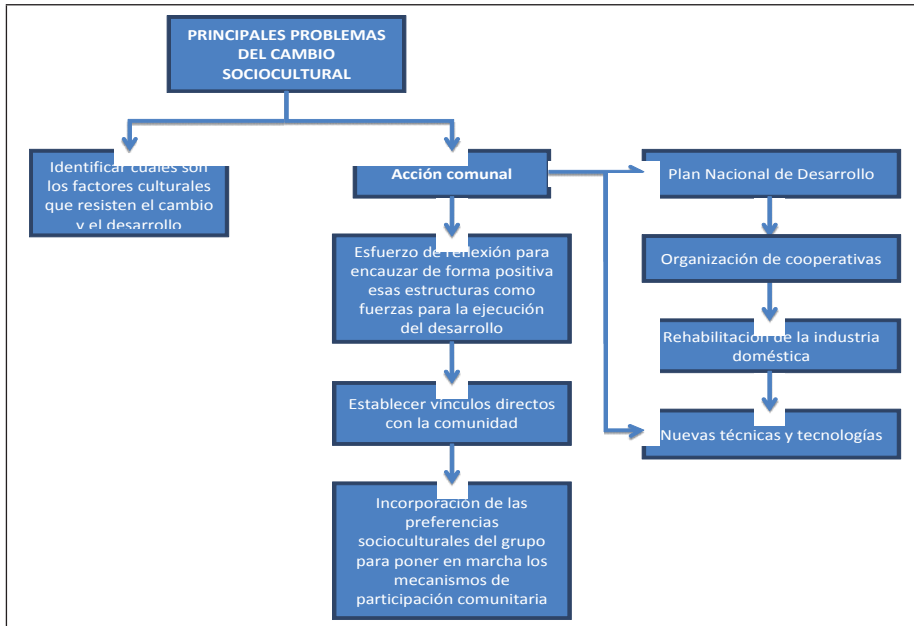 PRINCIPALES PROBLEMAS
DEL CAMBIO
SOCIOCULTURAL
Identificar cuáles son
los factores culturales
que resisten el cambio
y el desarrollo
Acción comunal
Esfuerzo de reflexión para
encauzar de forma positiva
esas estructuras como
fuerzas para la ejecución
del desarrollo
Establecer vínculos directos
con la comunidad
Incorporación de las
preferencias
socioculturales del grupo
para poner en marcha los
mecanismos de
participación comunitaria
Plan Nacional de Desarrollo
Organización de cooperativas
Rehabilitación de la industria
doméstica
Nuevas técnicas y tecnologías